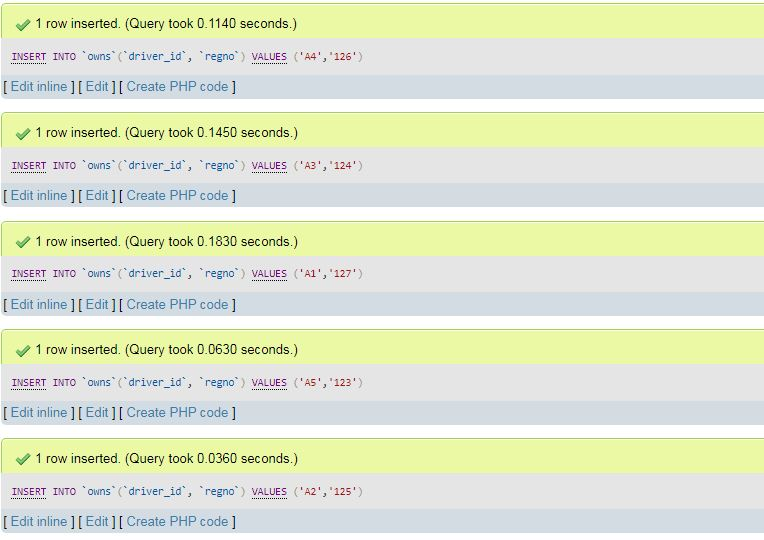 1 row inserted. (Query took 0.1140 seconds.)
INSERT INTO `owns`(`driver_id`, `regno`) VALUES ('A4','126')
[ Edit inline ] [ Edit ] [ Create PHP code ]
1 row inserted. (Query took 0.1450 seconds.)
INSERT INTO `owns`(`driver_id`, `regno`) VALUES ('A3','124')
[ Edit inline ] [ Edit ] [ Create PHP code ]
1 row inserted. (Query took 0.1830 seconds.)
INSERT INTO `owns`(`driver_id`, `regno`) VALUES ('A1','127')
[ Edit inline ] [ Edit ] [ Create PHP code ]
1 row inserted. (Query took 0.0630 seconds.)
INSERT INTO `owns`(`driver_id`, `regno`) VALUES ('A5','123')
[ Edit inline ] [ Edit ] [ Create PHP code ]
1 row inserted. (Query took 0.0360 seconds.)
INSERT INTO `owns`(`driver_id`, `regno`) VALUES ('A2','125')
[ Edit inline ] [ Edit ] [ Create PHP code ]